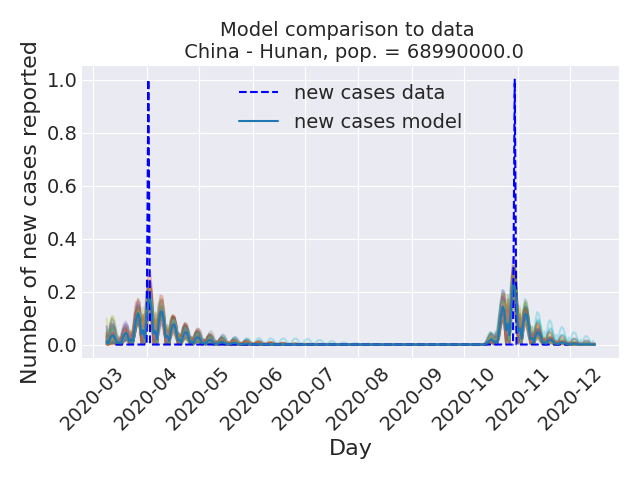 Model comparison to data
China - Hunan, pop. = 68990000.0
Number of new cases reported
1.0
0.8
0.6
0.4
0.2
0.0
new cases data
new cases model
2020-03
2020-04
2020-05
2020-06
2020-07
2020-08
2020-09
2020-10
2020-11
2020-12
Day